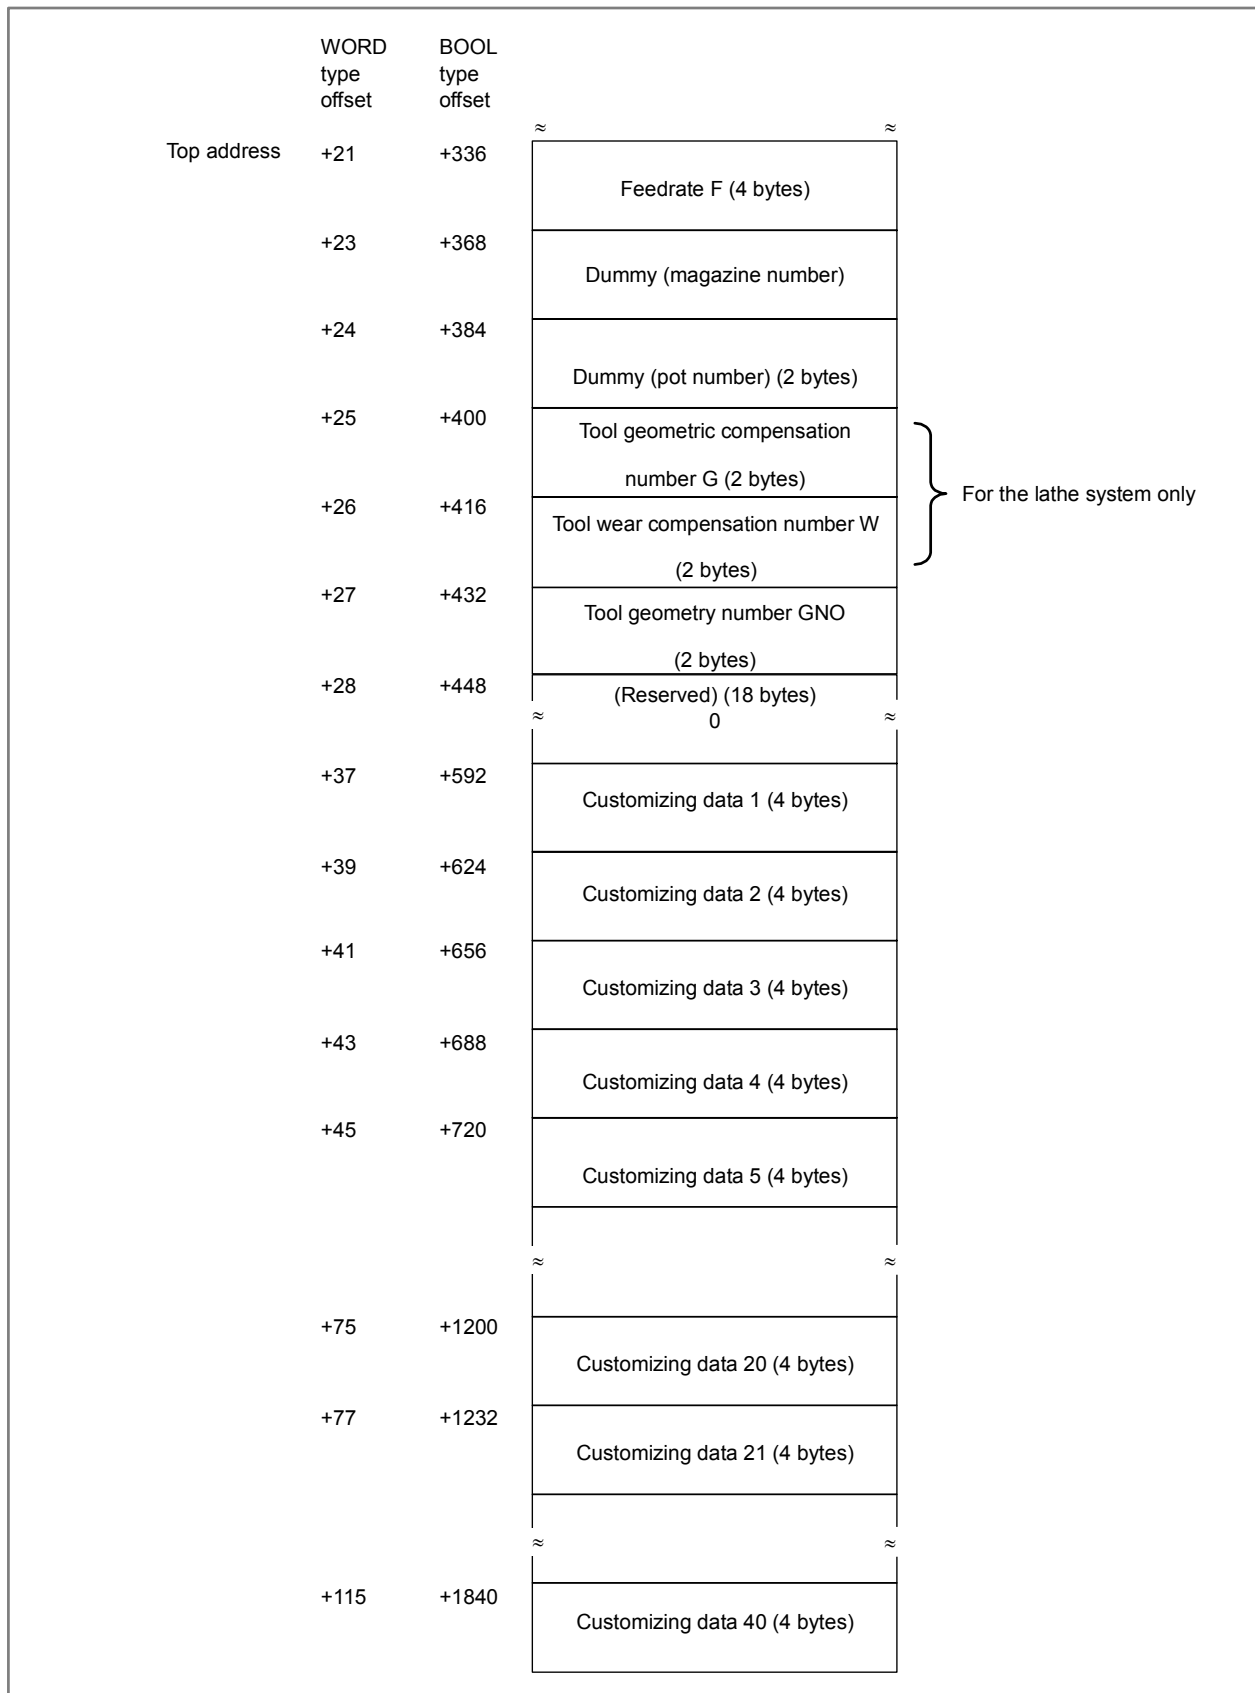 WORD BOOL
type type
offset offset
≈ ≈
Top address +21 +336
Feedrate F (4 bytes)
+23 +368
Dummy (magazine number)
+24 +384
Dummy (pot number) (2 bytes)
+25 +400
Tool geometric compensation
number G (2 bytes)
For the lathe system only
+26 +416
Tool wear compensation number W
(2 bytes)
+27 +432
Tool geometry number GNO
(2 bytes)
+28 +448
(Reserved) (18 bytes)
≈ 0 ≈
+37 +592
Customizing data 1 (4 bytes)
+39 +624
Customizing data 2 (4 bytes)
+41 +656
Customizing data 3 (4 bytes)
+43 +688
Customizing data 4 (4 bytes)
+45 +720
Customizing data 5 (4 bytes)
≈ ≈
+75 +1200
Customizing data 20 (4 bytes)
+77 +1232
Customizing data 21 (4 bytes)
≈ ≈
+115 +1840
Customizing data 40 (4 bytes)